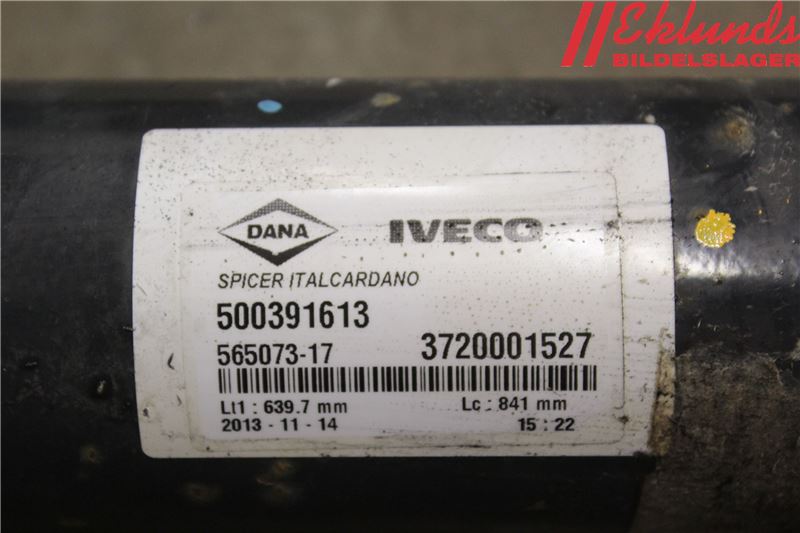 Eklunds
BILDELSLAGER
DANA IVECO
SPICER ITALCARDANO
500391613
565073-17 3720001527
Lt1 : 639.7 mm Lc : 841 mm
2013 - 11 - 14 15 : 22